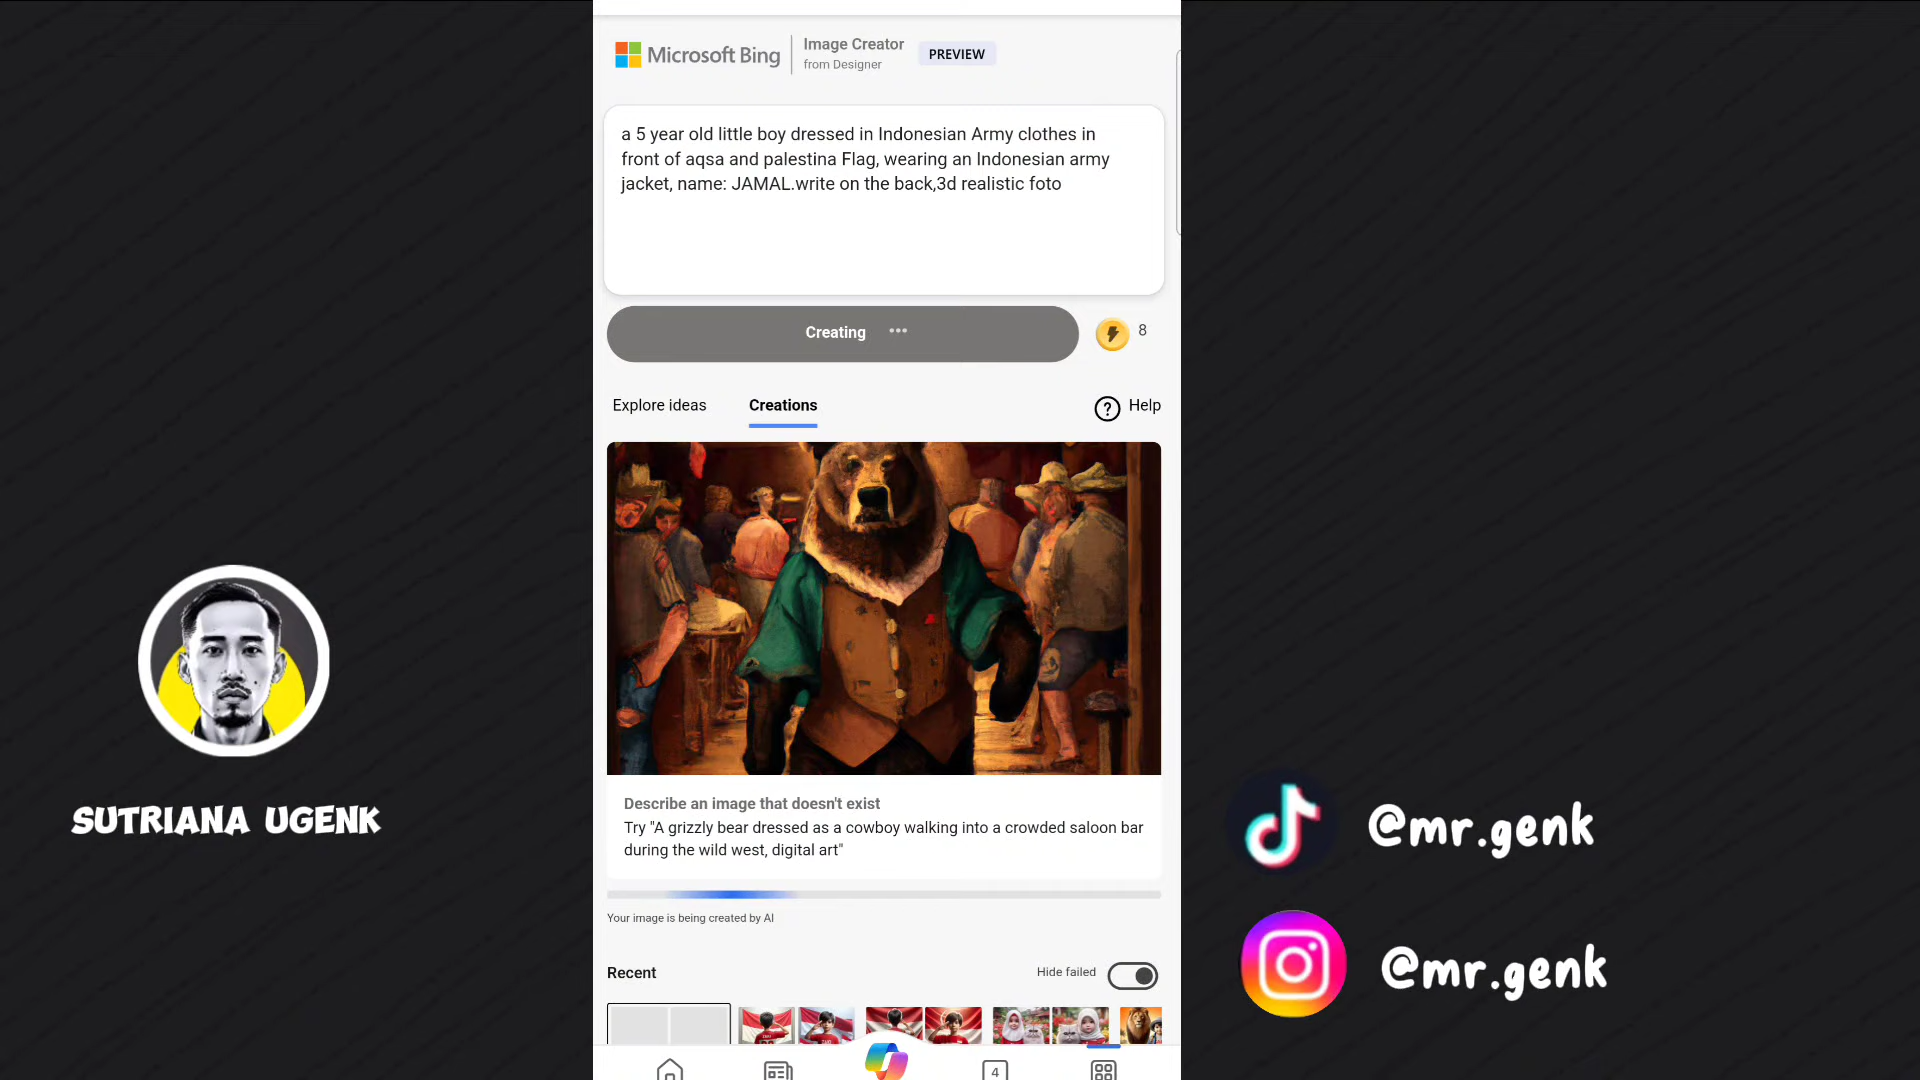 Microsoft Bing
Image Creator
from Designer
PREVIEW
a 5 year old little boy dressed in Indonesian Army clothes in
front of aqsa and palestina Flag, wearing an Indonesian army
jacket, name: JAMAL.write on the back,3d realistic foto
Creating
8
Explore ideas
Creations
Help
Describe an image that doesn't exist
Try "A grizzly bear dressed as a cowboy walking into a crowded saloon bar
during the wild west, digital art"
Your image is being created by AI
Recent
Hide failed
4
SUTRIANA UGENK
@mr.genk
@mr.genk